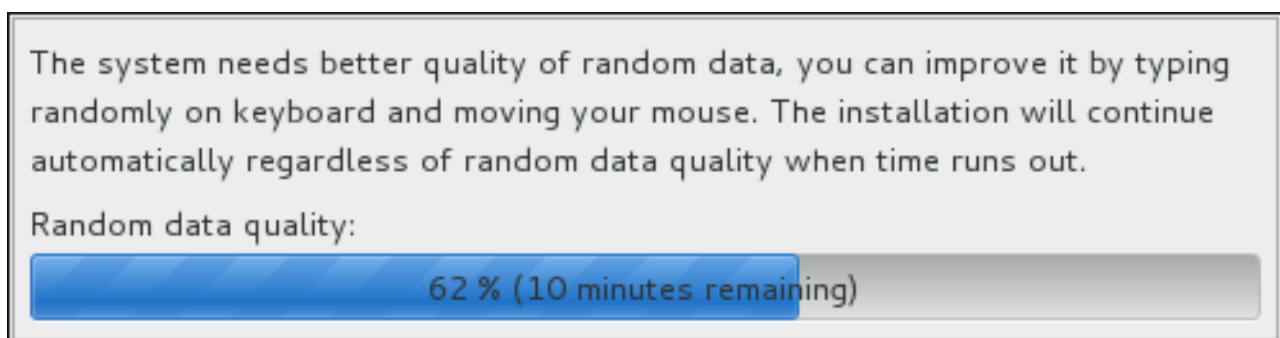 The system needs better quality of random data, you can improve it by typing
randomly on keyboard and moving your mouse. The installation will continue
automatically regardless of random data quality when time runs out.
Random data quality:
62 % (10 minutes remaining)